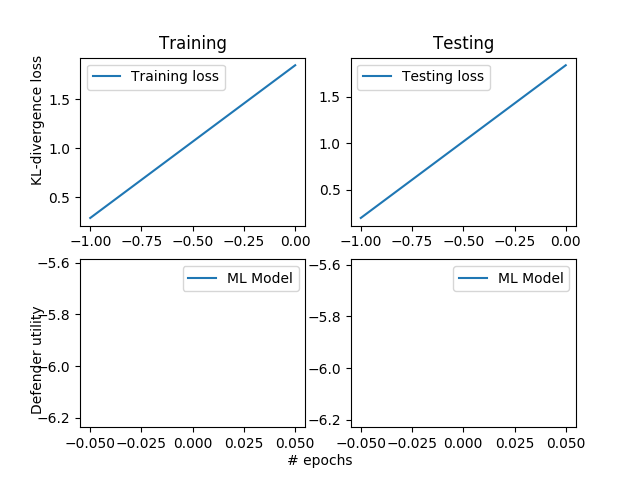 Training
Testing
KL-divergence loss
1.5
1.0
0.5
Training loss
−1.00 −0.75 −0.50 −0.25 0.00
1.5
1.0
0.5
Testing loss
−1.00 −0.75 −0.50 −0.25 0.00
Defender utility
−5.6
−5.8
−6.0
−6.2
ML Model
−0.050 −0.025 0.000 0.025 0.050
−5.6
−5.8
−6.0
−6.2
ML Model
−0.050 −0.025 0.000 0.025 0.050
# epochs